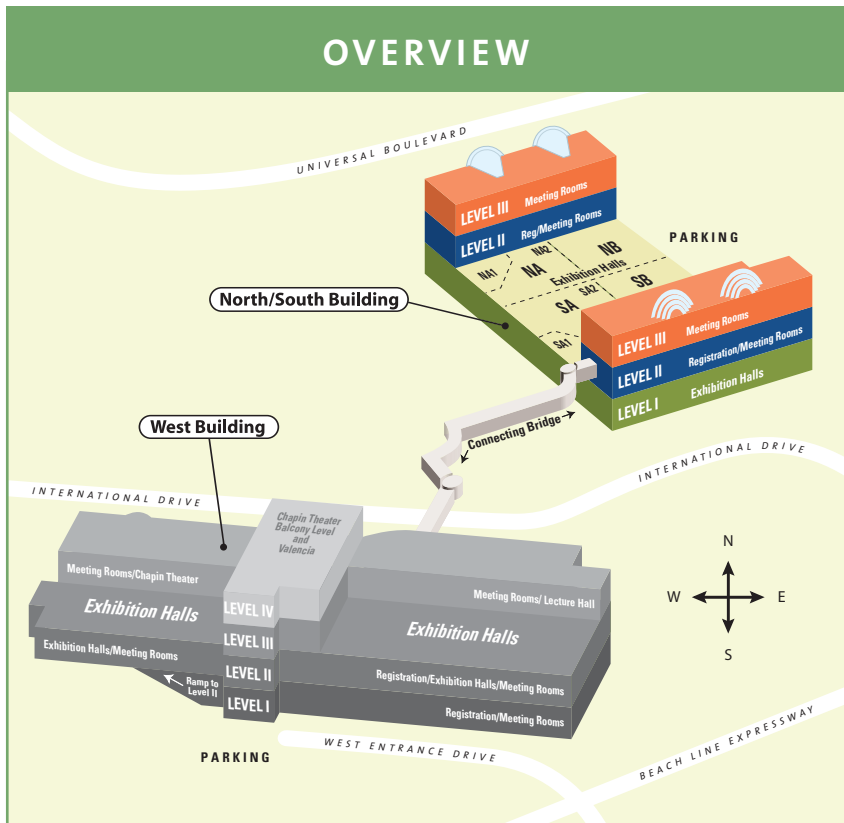 OVERVIEW
UNIVERSAL BOULEVARD
LEVEL III Meeting Rooms
LEVEL II Reg/Meeting Rooms
PARKING
NA1
NA
NA2
NB
Exhibition Halls
SA
SA2
SB
SA1
North/South Building
LEVEL III Meeting Rooms
LEVEL II Registration/Meeting Rooms
LEVEL I Exhibition Halls
Connecting Bridge
West Building
INTERNATIONAL DRIVE
INTERNATIONAL DRIVE
Chapin Theater
Balcony Level
and
Valencia
Meeting Rooms/Chapin Theater
Meeting Rooms/ Lecture Hall
LEVEL IV
Exhibition Halls
Exhibition Halls
LEVEL III
Exhibition Halls/Meeting Rooms
LEVEL II
Registration/Exhibition Halls/Meeting Rooms
Ramp to
Level II
LEVEL I
Registration/Meeting Rooms
N
W
E
S
PARKING
WEST ENTRANCE DRIVE
BEACH LINE EXPRESSWAY